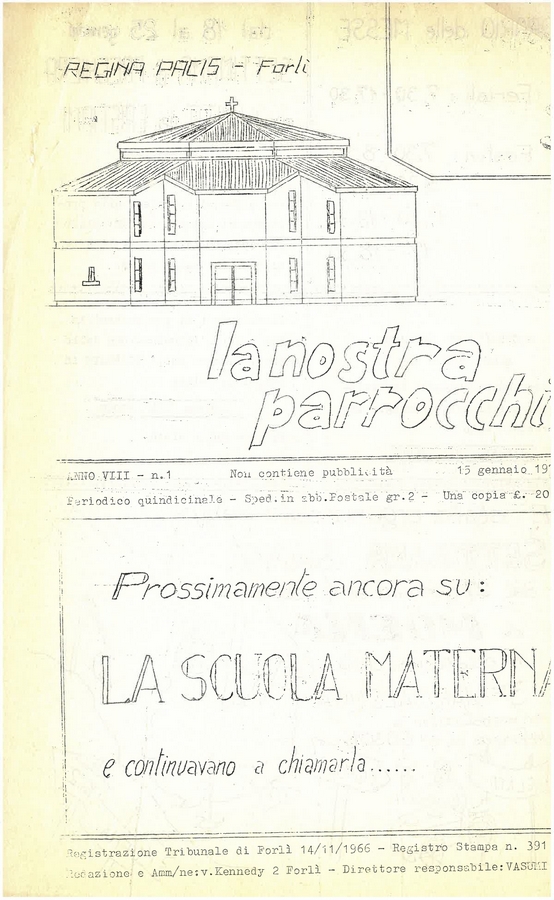 REGINA PACIS - Forlì
la nostra
parrocchi
ANNO VIII - n.1 Non contiene pubblicità 15 gennaio 197
Periodico quindicinale - Sped.in abb.Postale gr.2 - Una copia £. 20
Prossimamente ancora su:
LA SCUOLA MATERNA
e continuavano a chiamarla......
Registrazione Tribunale di Forlì 14/11/1966 - Registro Stampa n. 391
Redazione e Amm/ne:v.Kennedy 2 Forlì - Direttore responsabile:VASUMI